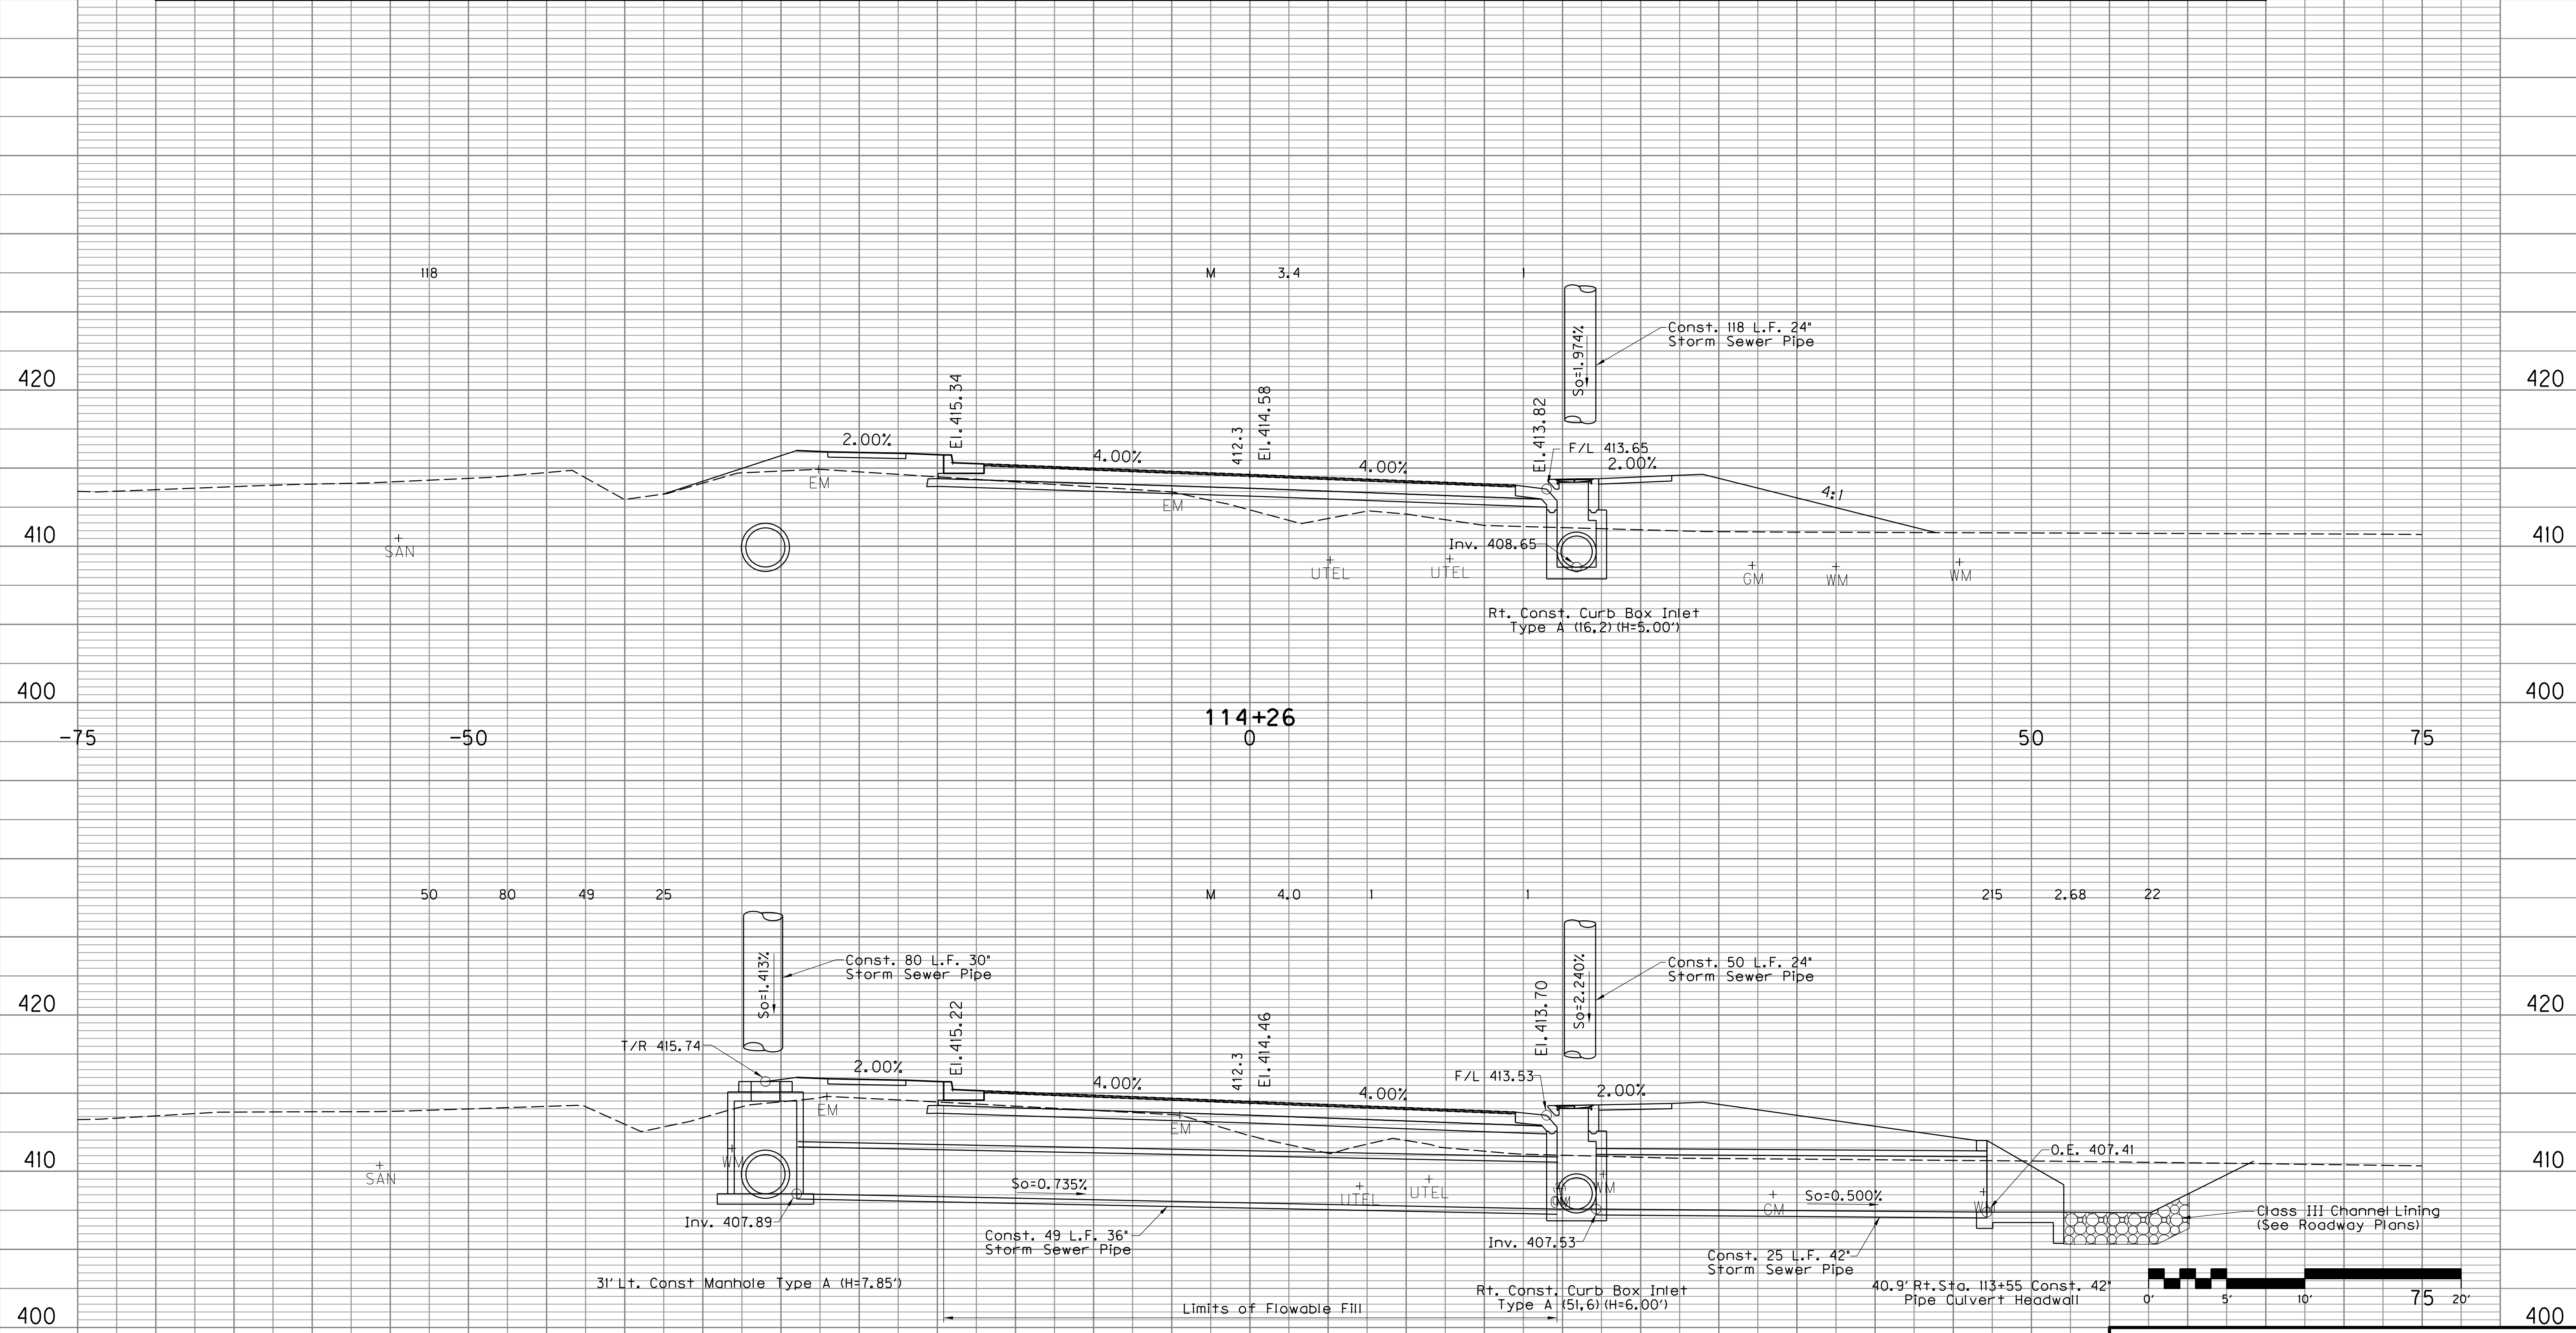 118 M 3.4 1
Const. 118 L.F. 24"
Storm Sewer Pipe
So=1.974%
420 420
El.415.34
412.3
El.414.58
El.413.82
F/L 413.65
2.00%
4.00%
4.00%
2.00%
4:1
EM
EM
410 410
SAN
Inv. 408.65
UTEL
UTEL
GM
WM
WM
Rt. Const. Curb Box Inlet
Type A (16,2) (H=5.00')
400 400
114+26
-75 -50 0 50 75
50 80 49 25 M 4.0 1 1 215 2.68 22
Const. 80 L.F. 30"
Storm Sewer Pipe
So=1.413%
Const. 50 L.F. 24"
Storm Sewer Pipe
So=2.240%
420 420
El.415.22
412.3
El.414.46
El.413.70
T/R 415.74
2.00%
4.00%
4.00%
F/L 413.53
2.00%
EM
EM
410 410
WM
SAN
O.E. 407.41
So=0.735%
UTEL
UTEL
GM
WM
GM
So=0.500%
Inv. 407.89
Const. 49 L.F. 36"
Storm Sewer Pipe
Inv. 407.53
Const. 25 L.F. 42"
Storm Sewer Pipe
Class III Channel Lining
(See Roadway Plans)
31' Lt. Const Manhole Type A (H=7.85')
Rt. Const. Curb Box Inlet
Type A (51,6) (H=6.00')
40.9' Rt.Sta. 113+55 Const. 42"
Pipe Culvert Headwall
Limits of Flowable Fill
0' 5' 10' 75 20'
400 400